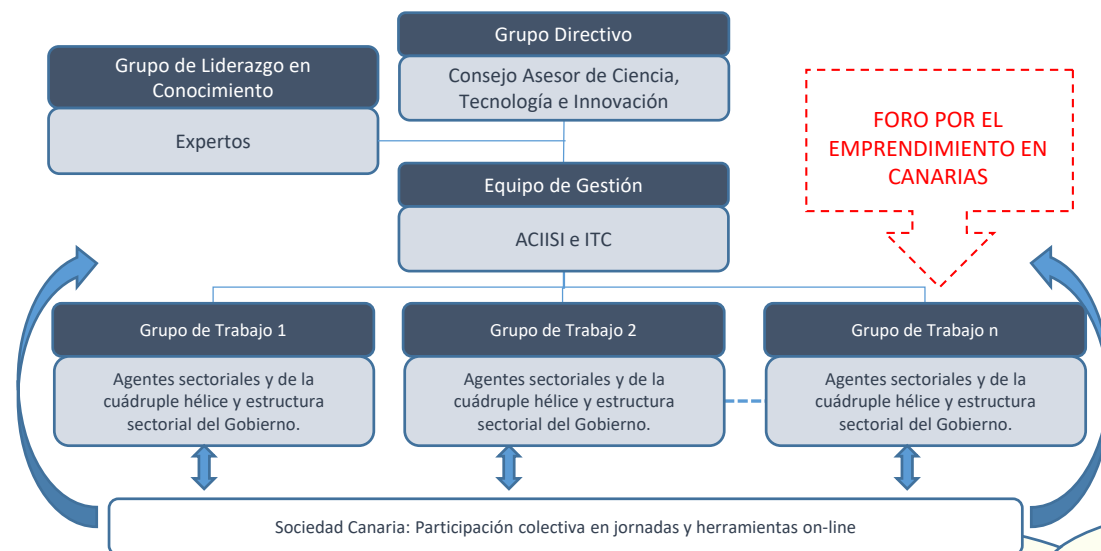 Grupo Directivo
Consejo Asesor de Ciencia,
Tecnología e Innovación
Grupo de Liderazgo en
Conocimiento
Expertos
FORO POR EL
EMPRENDIMIENTO EN
CANARIAS
Equipo de Gestión
ACIISI e ITC
Grupo de Trabajo 1
Agentes sectoriales y de la
cuádruple hélice y estructura
sectorial del Gobierno.
Grupo de Trabajo 2
Agentes sectoriales y de la
cuádruple hélice y estructura
sectorial del Gobierno.
Grupo de Trabajo n
Agentes sectoriales y de la
cuádruple hélice y estructura
sectorial del Gobierno.
Sociedad Canaria: Participación colectiva en jornadas y herramientas on-line